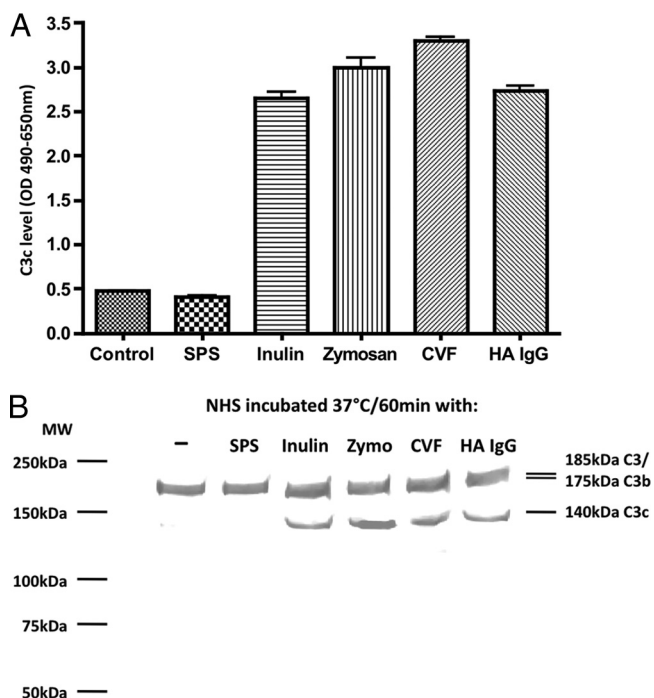 A
C3c level (OD 490-650nm)
3.5
3.0
2.5
2.0
1.5
1.0
0.5
0.0
Control SPS Inulin Zymosan CVF HA IgG
B
NHS incubated 37°C/60min with:
MW
– SPS Inulin Zymo CVF HA IgG
250kDa
150kDa
100kDa
75kDa
50kDa
185kDa C3/
175kDa C3b
140kDa C3c